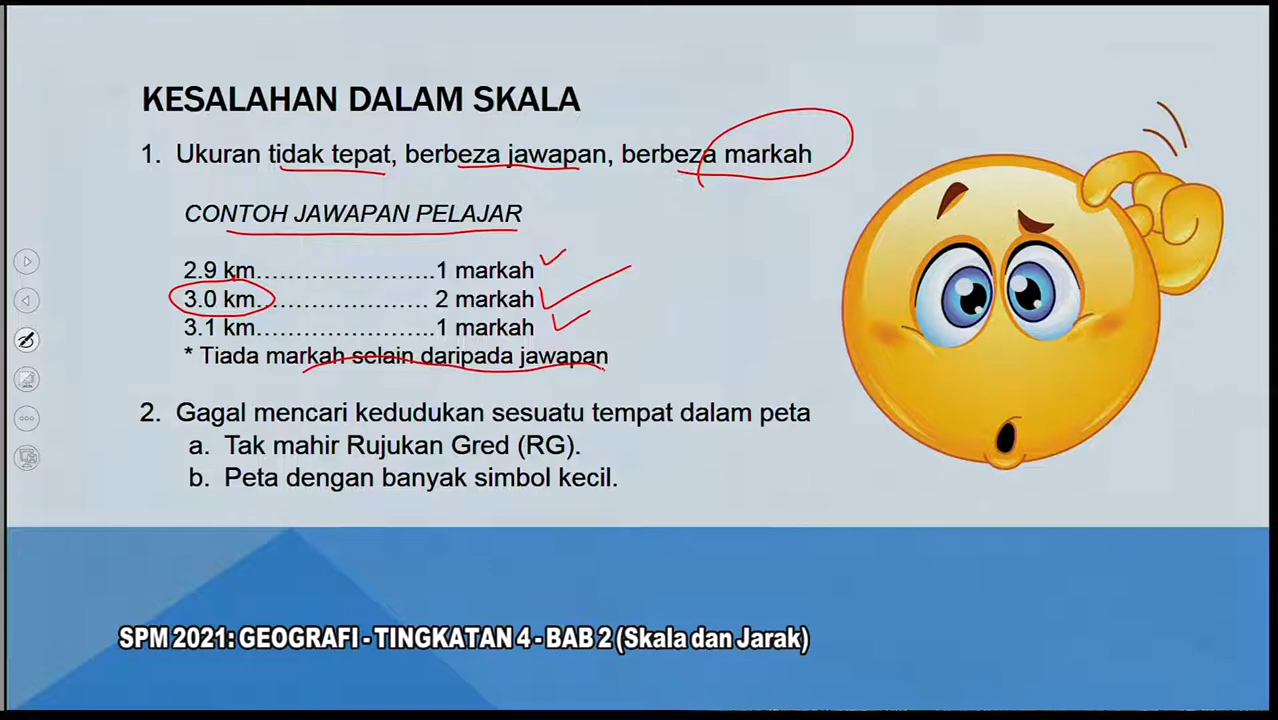 KESALAHAN DALAM SKALA
1. Ukuran tidak tepat, berbeza jawapan, berbeza markah
CONTOH JAWAPAN PELAJAR
2.9 km.......................1 markah
3.0 km....................... 2 markah
3.1 km.......................1 markah
* Tiada markah selain daripada jawapan
2. Gagal mencari kedudukan sesuatu tempat dalam peta
a. Tak mahir Rujukan Gred (RG).
b. Peta dengan banyak simbol kecil.
SPM 2021: GEOGRAFI - TINGKATAN 4 - BAB 2 (Skala dan Jarak)